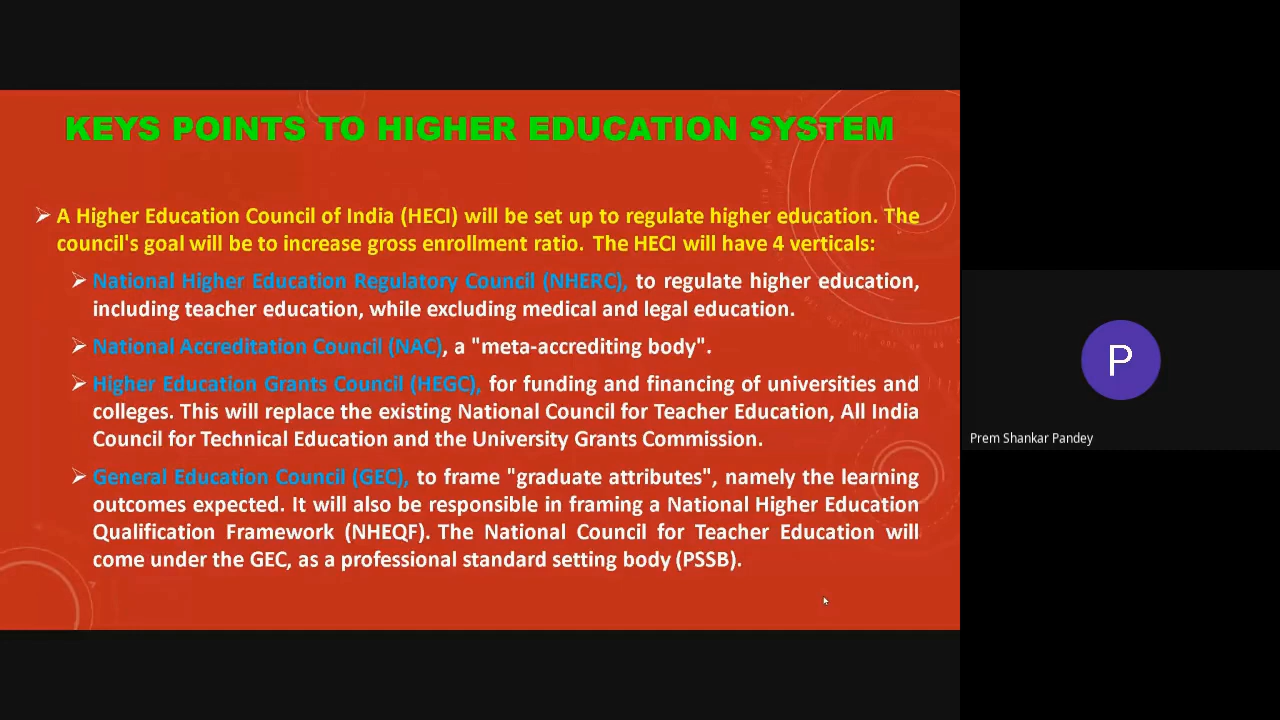 KEYS POINTS TO HIGHER EDUCATION SYSTEM
A Higher Education Council of India (HECI) will be set up to regulate higher education. The
council's goal will be to increase gross enrollment ratio. The HECI will have 4 verticals:
National Higher Education Regulatory Council (NHERC), to regulate higher education,
including teacher education, while excluding medical and legal education.
National Accreditation Council (NAC), a "meta-accrediting body".
Higher Education Grants Council (HEGC), for funding and financing of universities and
colleges. This will replace the existing National Council for Teacher Education, All India
Council for Technical Education and the University Grants Commission.
General Education Council (GEC), to frame "graduate attributes", namely the learning
outcomes expected. It will also be responsible in framing a National Higher Education
Qualification Framework (NHEQF). The National Council for Teacher Education will
come under the GEC, as a professional standard setting body (PSSB).
P
Prem Shankar Pandey